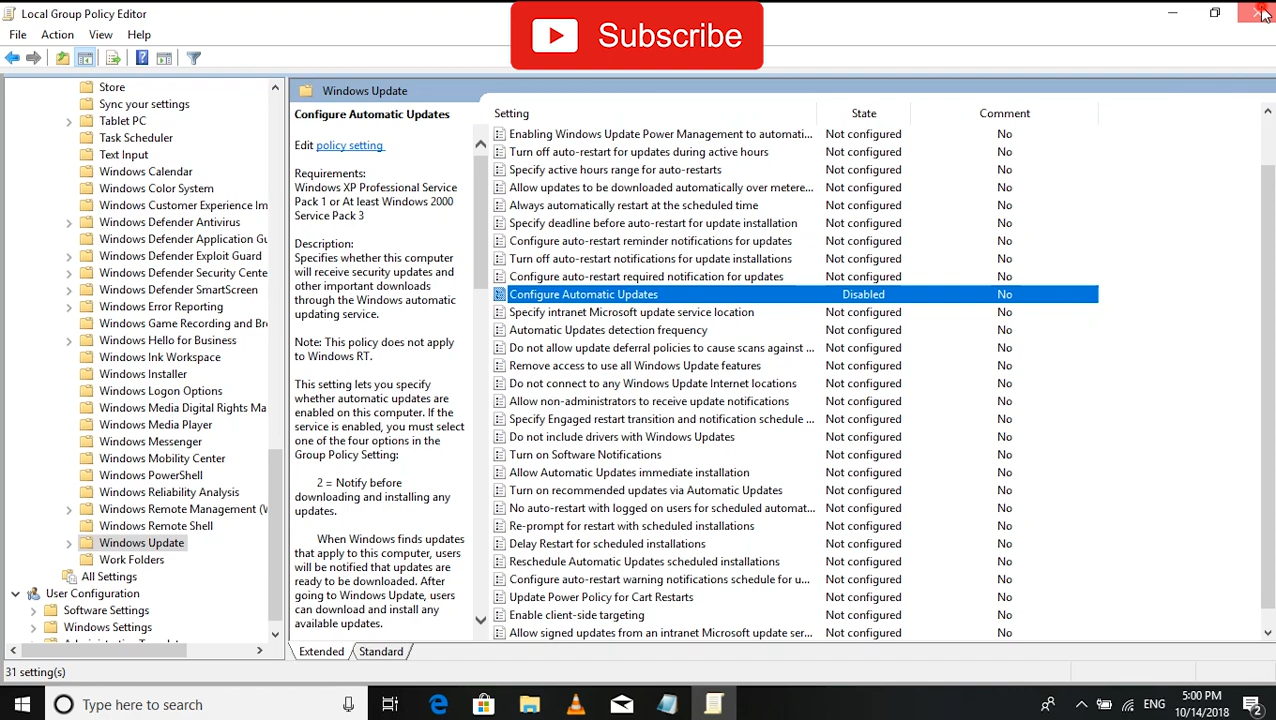 Local Group Policy Editor
Subscribe
File Action View Help
Store
Sync your settings
Tablet PC
Task Scheduler
Text Input
Windows Calendar
Windows Color System
Windows Customer Experience Im
Windows Defender Antivirus
Windows Defender Application Gu
Windows Defender Exploit Guard
Windows Defender Security Cente
Windows Defender SmartScreen
Windows Error Reporting
Windows Game Recording and Br
Windows Hello for Business
Windows Ink Workspace
Windows Installer
Windows Logon Options
Windows Media Digital Rights Ma
Windows Media Player
Windows Messenger
Windows Mobility Center
Windows PowerShell
Windows Reliability Analysis
Windows Remote Management (W
Windows Remote Shell
Windows Update
Work Folders
All Settings
User Configuration
Software Settings
Windows Settings
Windows Update
Configure Automatic Updates
Edit policy setting
Requirements:
Windows XP Professional Service
Pack 1 or At least Windows 2000
Service Pack 3
Description:
Specifies whether this computer
will receive security updates and
other important downloads
through the Windows automatic
updating service.
Note: This policy does not apply
to Windows RT.
This setting lets you specify
whether automatic updates are
enabled on this computer. If the
service is enabled, you must select
one of the four options in the
Group Policy Setting:
2 = Notify before
downloading and installing any
updates.
When Windows finds updates
that apply to this computer, users
will be notified that updates are
ready to be downloaded. After
going to Windows Update, users
can download and install any
available updates.
Setting State Comment
Enabling Windows Update Power Management to automati... Not configured No
Turn off auto-restart for updates during active hours Not configured No
Specify active hours range for auto-restarts Not configured No
Allow updates to be downloaded automatically over metere... Not configured No
Always automatically restart at the scheduled time Not configured No
Specify deadline before auto-restart for update installation Not configured No
Configure auto-restart reminder notifications for updates Not configured No
Turn off auto-restart notifications for update installations Not configured No
Configure auto-restart required notification for updates Not configured No
Configure Automatic Updates Disabled No
Specify intranet Microsoft update service location Not configured No
Automatic Updates detection frequency Not configured No
Do not allow update deferral policies to cause scans against ... Not configured No
Remove access to use all Windows Update features Not configured No
Do not connect to any Windows Update Internet locations Not configured No
Allow non-administrators to receive update notifications Not configured No
Specify Engaged restart transition and notification schedule ... Not configured No
Do not include drivers with Windows Updates Not configured No
Turn on Software Notifications Not configured No
Allow Automatic Updates immediate installation Not configured No
Turn on recommended updates via Automatic Updates Not configured No
No auto-restart with logged on users for scheduled automat... Not configured No
Re-prompt for restart with scheduled installations Not configured No
Delay Restart for scheduled installations Not configured No
Reschedule Automatic Updates scheduled installations Not configured No
Configure auto-restart warning notifications schedule for u... Not configured No
Update Power Policy for Cart Restarts Not configured No
Enable client-side targeting Not configured No
Allow signed updates from an intranet Microsoft update ser... Not configured No
Extended Standard
31 setting(s)
Type here to search
ENG
5:00 PM
10/14/2018
2